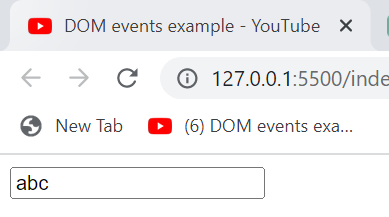 DOM events example - YouTube
127.0.0.1:5500/inde
New Tab (6) DOM events exa...
abc